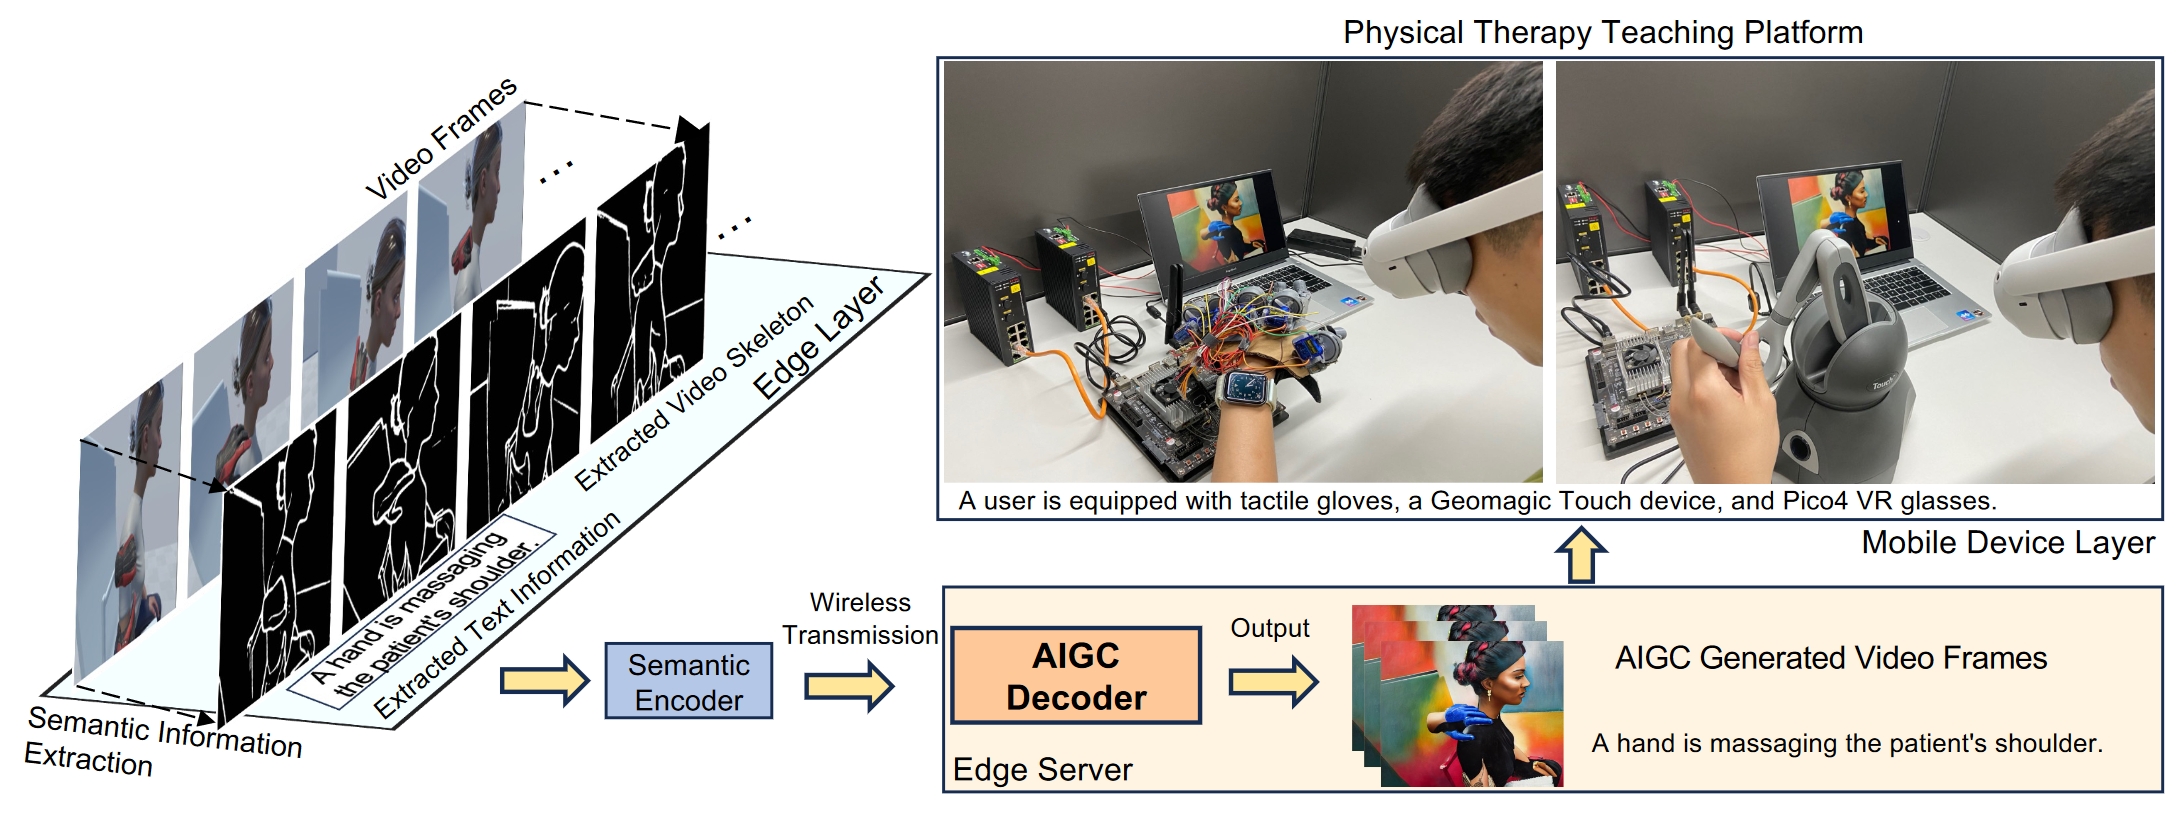 Physical Therapy Teaching Platform
Video Frames
...
...
Extracted Video Skeleton
Edge Layer
A hand is massaging
the patient's shoulder.
Extracted Text Information
Semantic Information
Extraction
Touch
A user is equipped with tactile gloves, a Geomagic Touch device, and Pico4 VR glasses.
Mobile Device Layer
Semantic
Encoder
Wireless
Transmission
AIGC
Decoder
Edge Server
Output
AIGC Generated Video Frames
A hand is massaging the patient's shoulder.